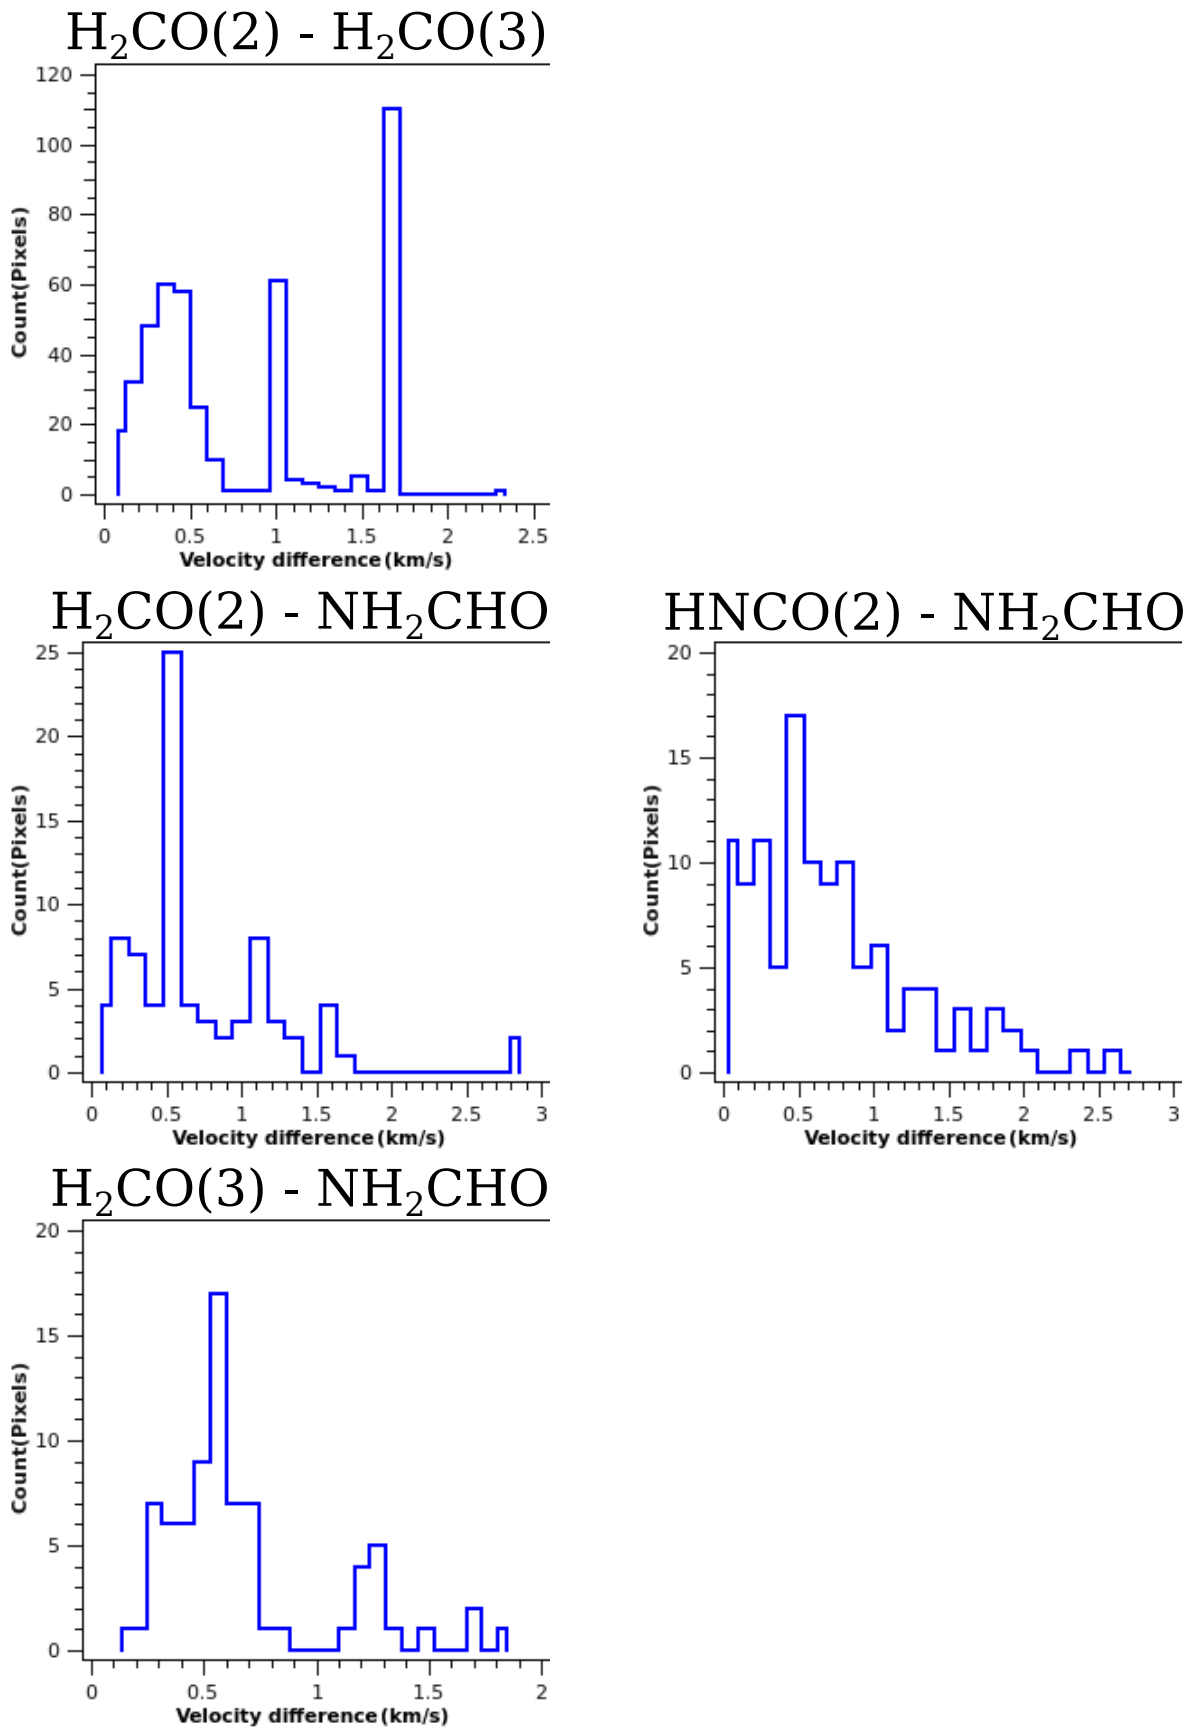 H₂CO(2) - H₂CO(3)
120
100
80
60
40
20
0
Count(Pixels)
0 0.5 1 1.5 2 2.5
Velocity difference(km/s)
H₂CO(2) - NH₂CHO
25
20
15
10
5
0
Count(Pixels)
0 0.5 1 1.5 2 2.5 3
Velocity difference(km/s)
HNCO(2) - NH₂CHO
20
15
10
5
0
Count(Pixels)
0 0.5 1 1.5 2 2.5 3
Velocity difference(km/s)
H₂CO(3) - NH₂CHO
20
15
10
5
0
Count(Pixels)
0 0.5 1 1.5 2
Velocity difference(km/s)